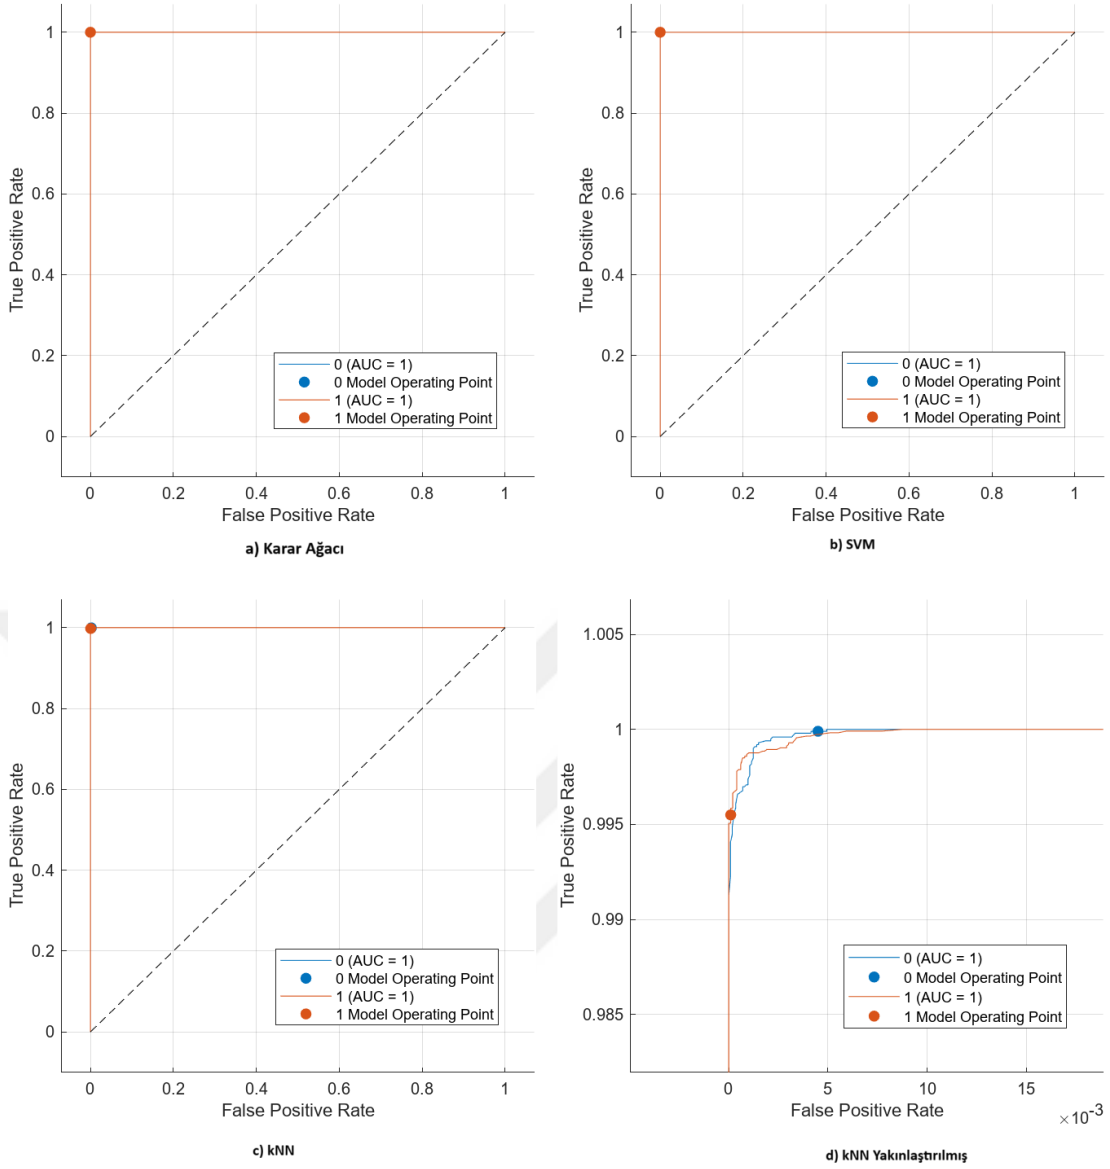 1
0.8
0.6
0.4
0.2
0
True Positive Rate
0 (AUC = 1)
0 Model Operating Point
1 (AUC = 1)
1 Model Operating Point
0 0.2 0.4 0.6 0.8 1
False Positive Rate
a) Karar Ağacı
1
0.8
0.6
0.4
0.2
0
True Positive Rate
0 (AUC = 1)
0 Model Operating Point
1 (AUC = 1)
1 Model Operating Point
0 0.2 0.4 0.6 0.8 1
False Positive Rate
b) SVM
1
0.8
0.6
0.4
0.2
0
True Positive Rate
0 (AUC = 1)
0 Model Operating Point
1 (AUC = 1)
1 Model Operating Point
0 0.2 0.4 0.6 0.8 1
False Positive Rate
c) kNN
1.005
1
0.995
0.99
0.985
True Positive Rate
0 (AUC = 1)
0 Model Operating Point
1 (AUC = 1)
1 Model Operating Point
0 5 10 15
False Positive Rate
×10-3
d) kNN Yakınlaştırılmış